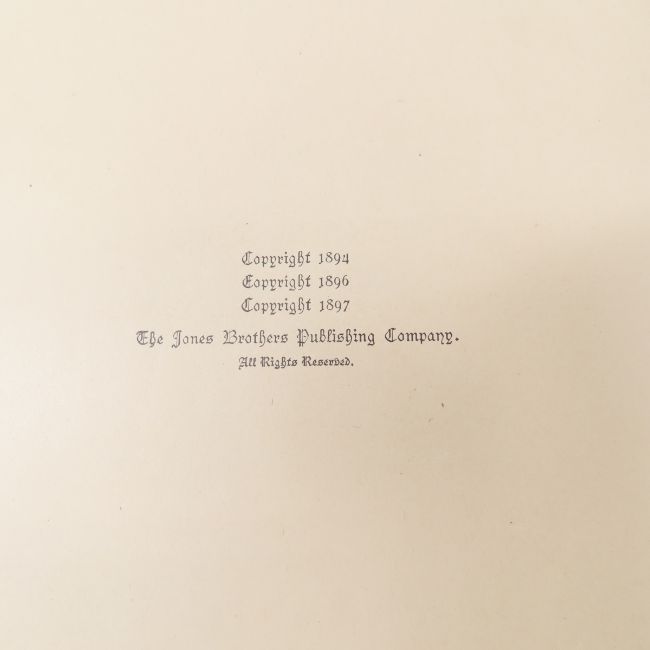 Copyright 1894
Copyright 1896
Copyright 1897
The Jones Brothers Publishing Company.
All Rights Reserved.